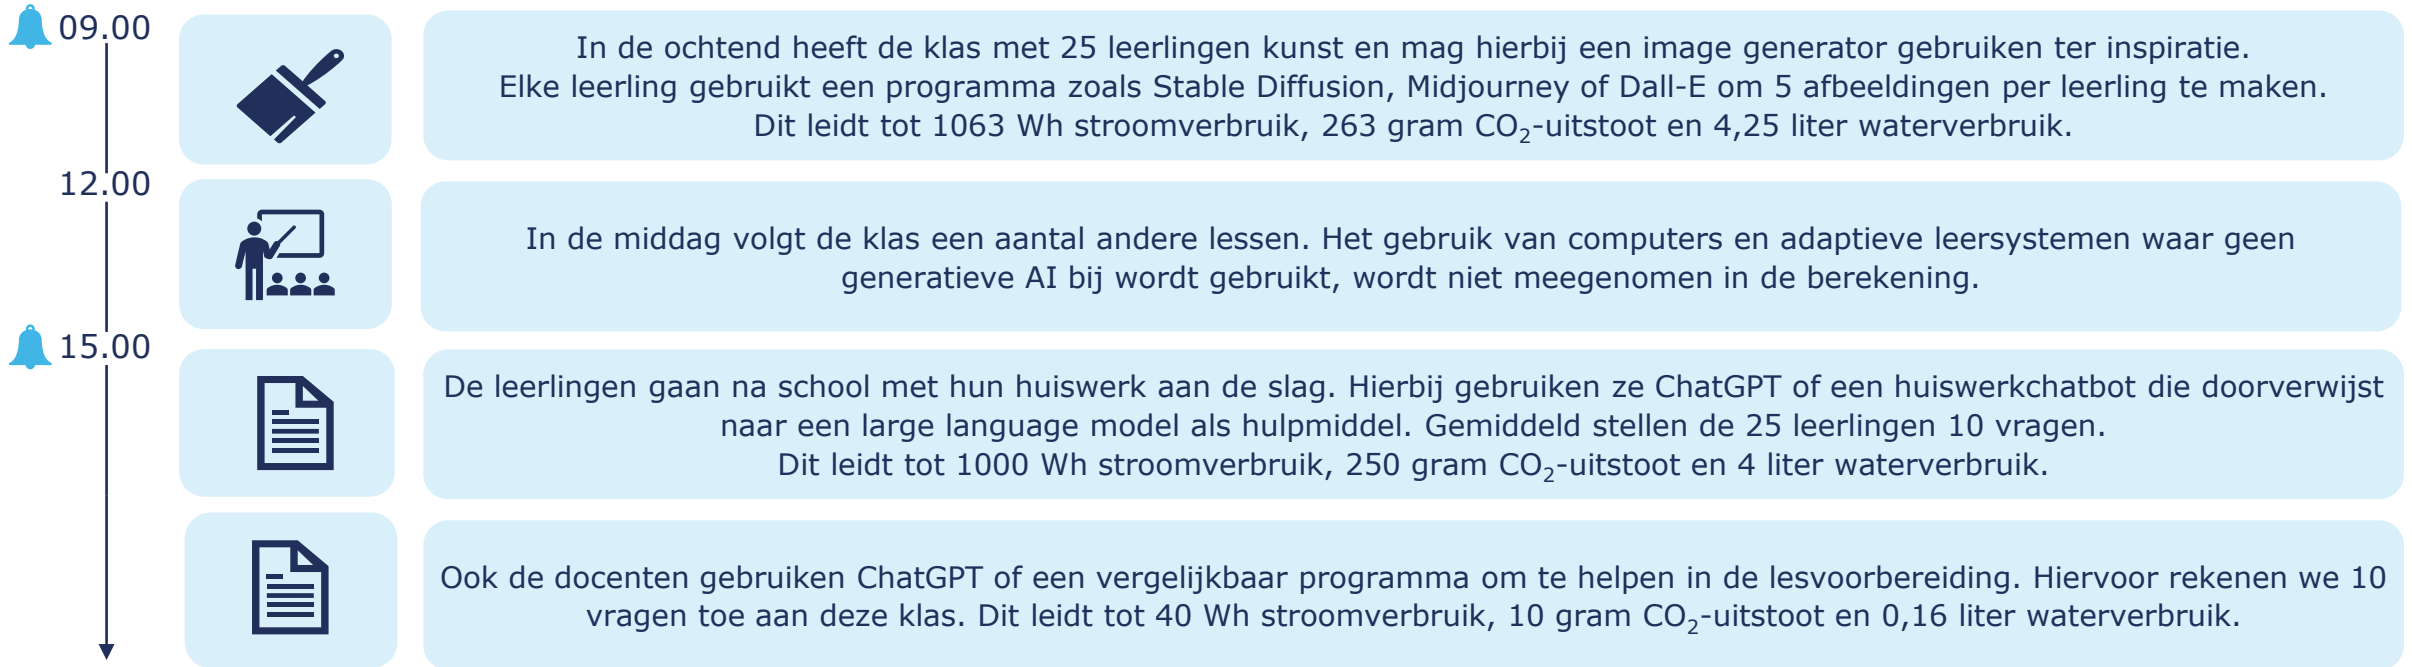 09.00
In de ochtend heeft de klas met 25 leerlingen kunst en mag hierbij een image generator gebruiken ter inspiratie.
Elke leerling gebruikt een programma zoals Stable Diffusion, Midjourney of Dall-E om 5 afbeeldingen per leerling te maken.
Dit leidt tot 1063 Wh stroomverbruik, 263 gram CO₂-uitstoot en 4,25 liter waterverbruik.
12.00
In de middag volgt de klas een aantal andere lessen. Het gebruik van computers en adaptieve leersystemen waar geen
generatieve AI bij wordt gebruikt, wordt niet meegenomen in de berekening.
15.00
De leerlingen gaan na school met hun huiswerk aan de slag. Hierbij gebruiken ze ChatGPT of een huiswerkchatbot die doorverwijst
naar een large language model als hulpmiddel. Gemiddeld stellen de 25 leerlingen 10 vragen.
Dit leidt tot 1000 Wh stroomverbruik, 250 gram CO₂-uitstoot en 4 liter waterverbruik.
Ook de docenten gebruiken ChatGPT of een vergelijkbaar programma om te helpen in de lesvoorbereiding. Hiervoor rekenen we 10
vragen toe aan deze klas. Dit leidt tot 40 Wh stroomverbruik, 10 gram CO₂-uitstoot en 0,16 liter waterverbruik.